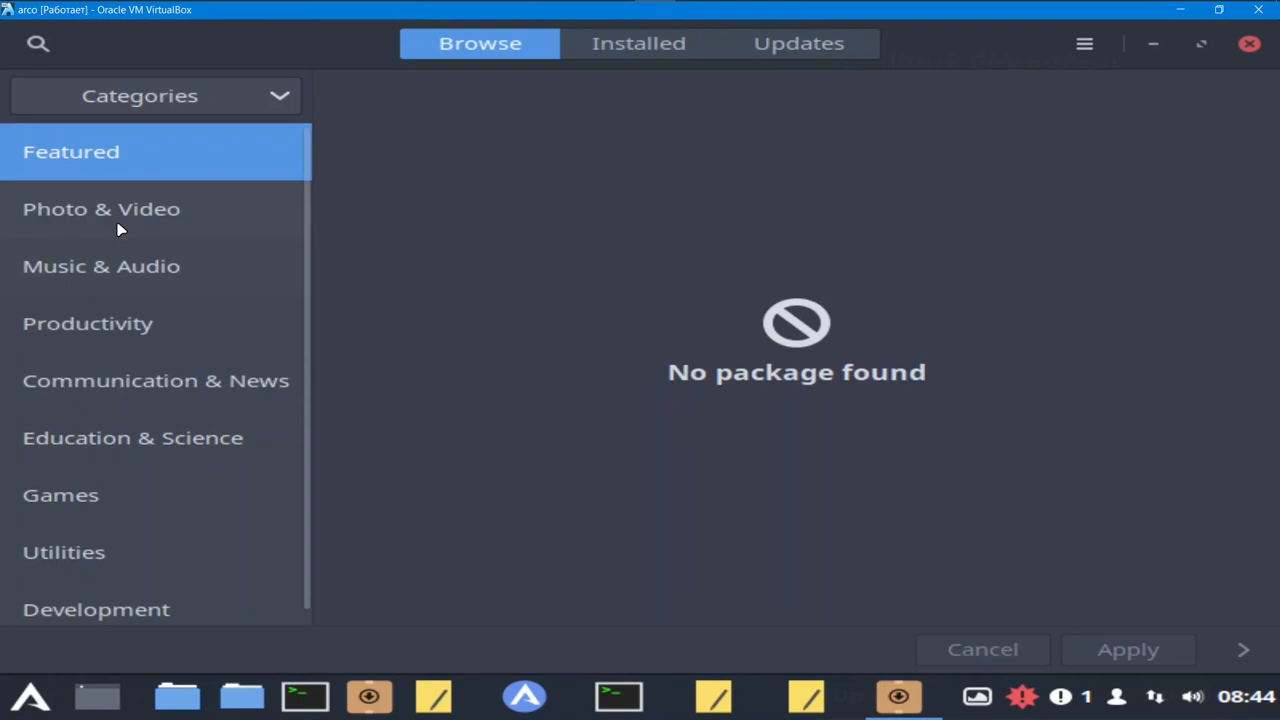 arco [Работает] - Oracle VM VirtualBox
Browse
Installed
Updates
Categories
Featured
Photo & Video
Music & Audio
Productivity
Communication & News
Education & Science
Games
Utilities
Development
No package found
Cancel
Apply
1
08:44